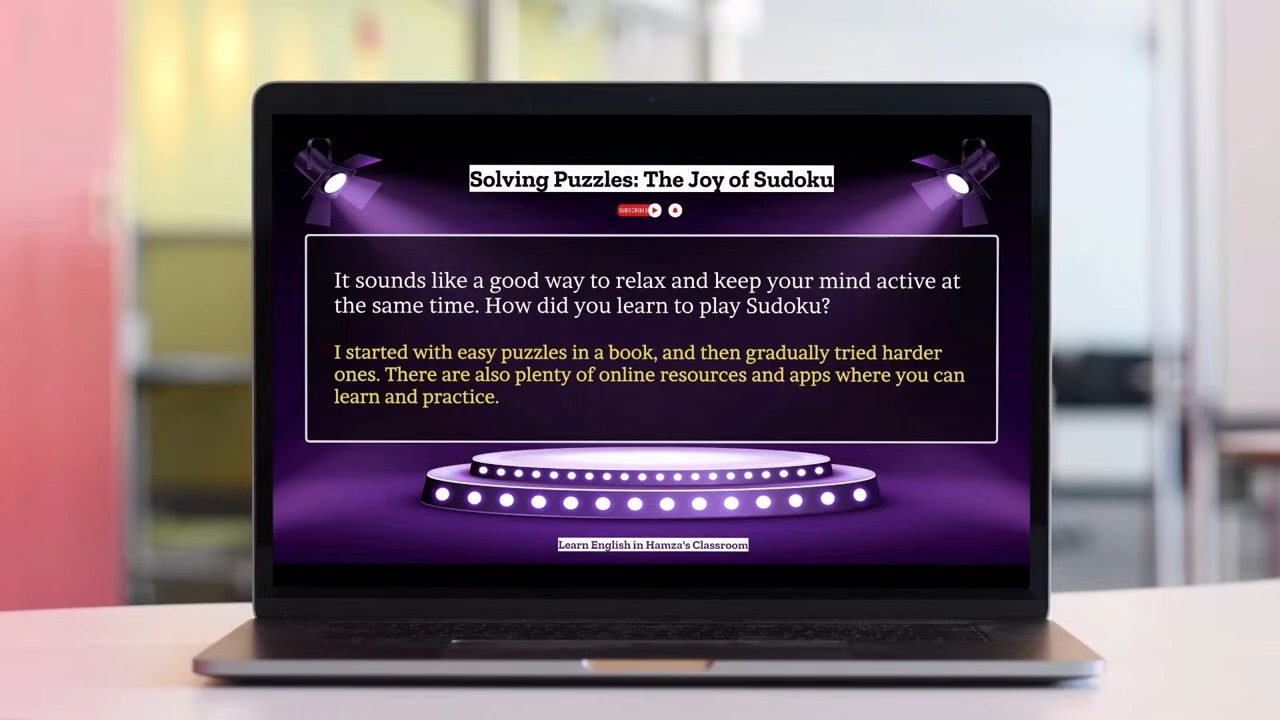 Solving Puzzles: The Joy of Sudoku
SUBSCRIBED
It sounds like a good way to relax and keep your mind active at
the same time. How did you learn to play Sudoku?
I started with easy puzzles in a book, and then gradually tried harder
ones. There are also plenty of online resources and apps where you can
learn and practice.
Learn English in Hamza's Classroom